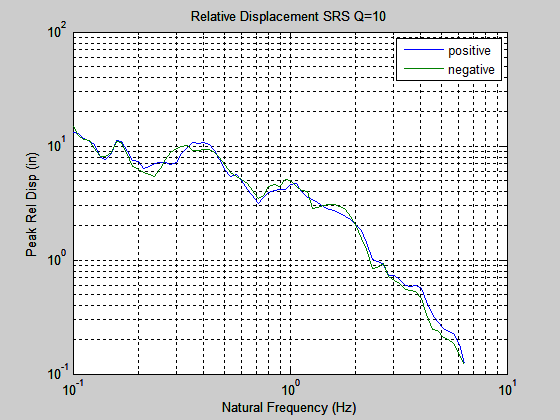 Relative Displacement SRS Q=10
10^2
positive
negative
10^1
10^0
10^-1
10^-1
10^0
10^1
Peak Rel Disp (in)
Natural Frequency (Hz)